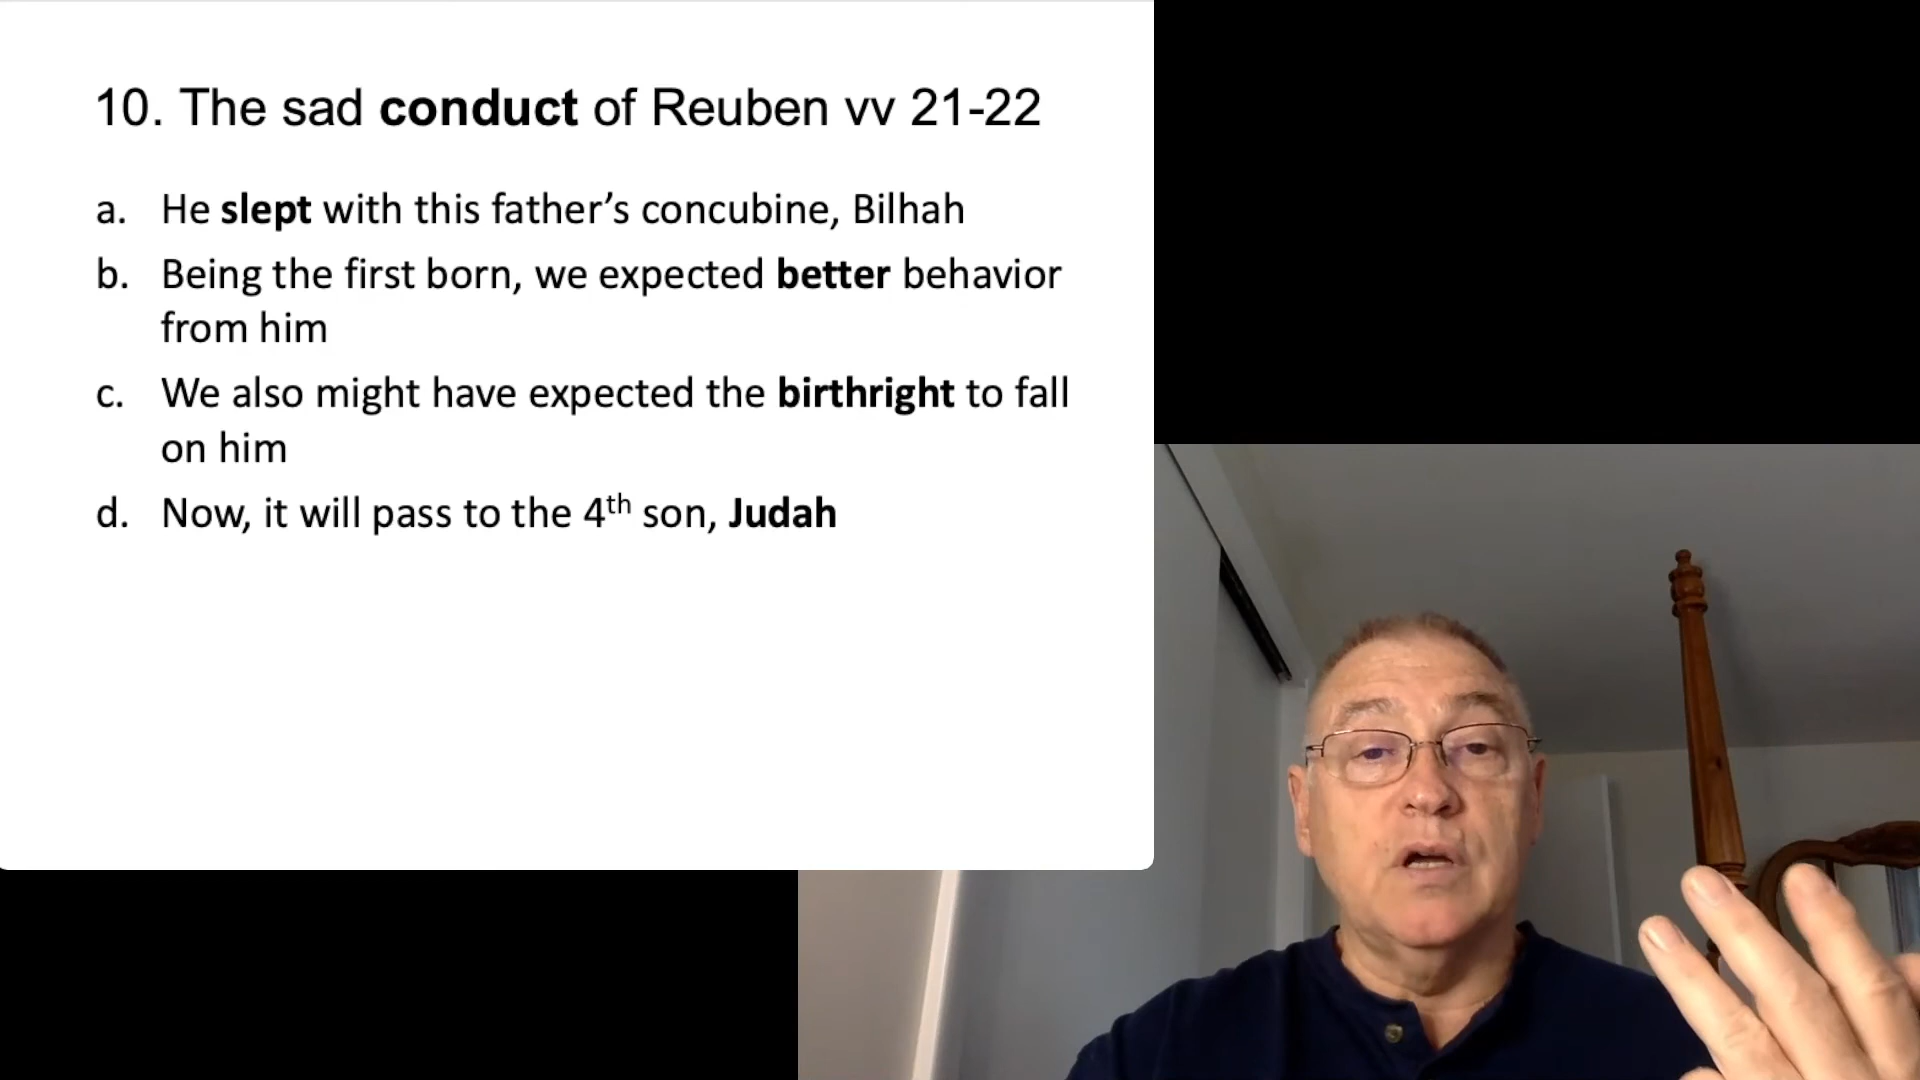 10. The sad conduct of Reuben vv 21-22
a. He slept with this father’s concubine, Bilhah
b. Being the first born, we expected better behavior
from him
c. We also might have expected the birthright to fall
on him
d. Now, it will pass to the 4th son, Judah